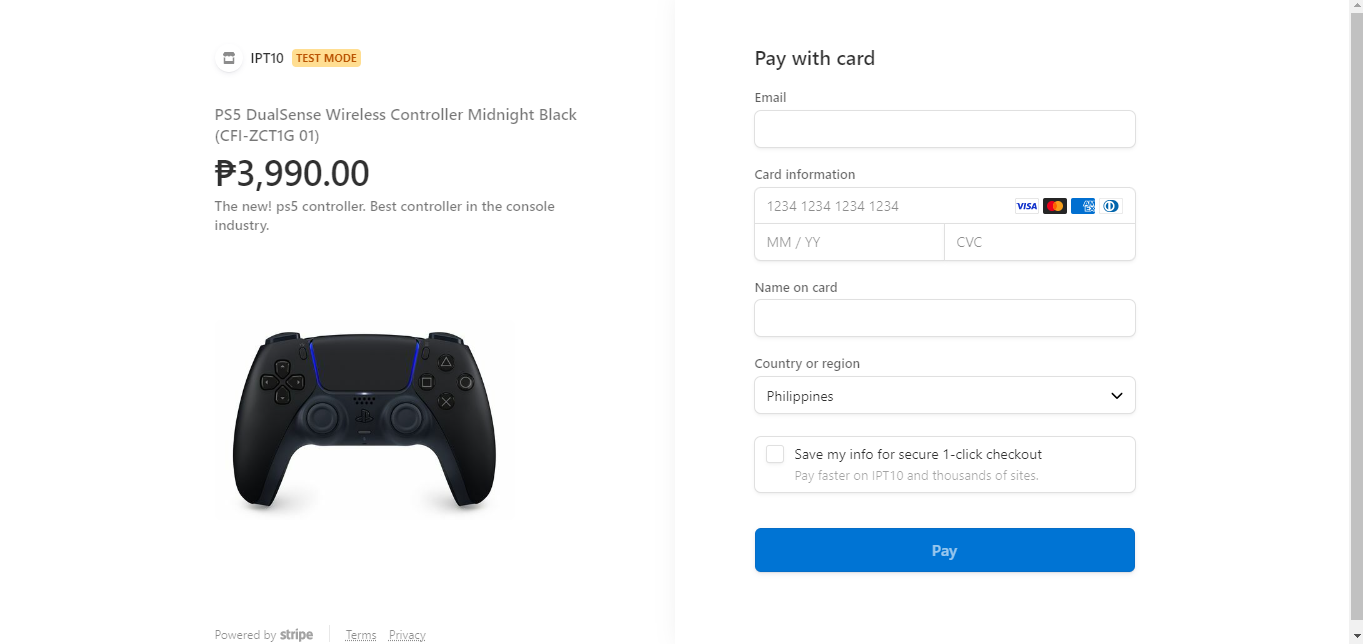 IPT10 TEST MODE
PS5 DualSense Wireless Controller Midnight Black
(CFI-ZCT1G 01)
₱3,990.00
The new! ps5 controller. Best controller in the console
industry.
Powered by stripe Terms Privacy
Pay with card
Email
Card information
1234 1234 1234 1234 VISA
MM / YY CVC
Name on card
Country or region
Philippines
Save my info for secure 1-click checkout
Pay faster on IPT10 and thousands of sites.
Pay